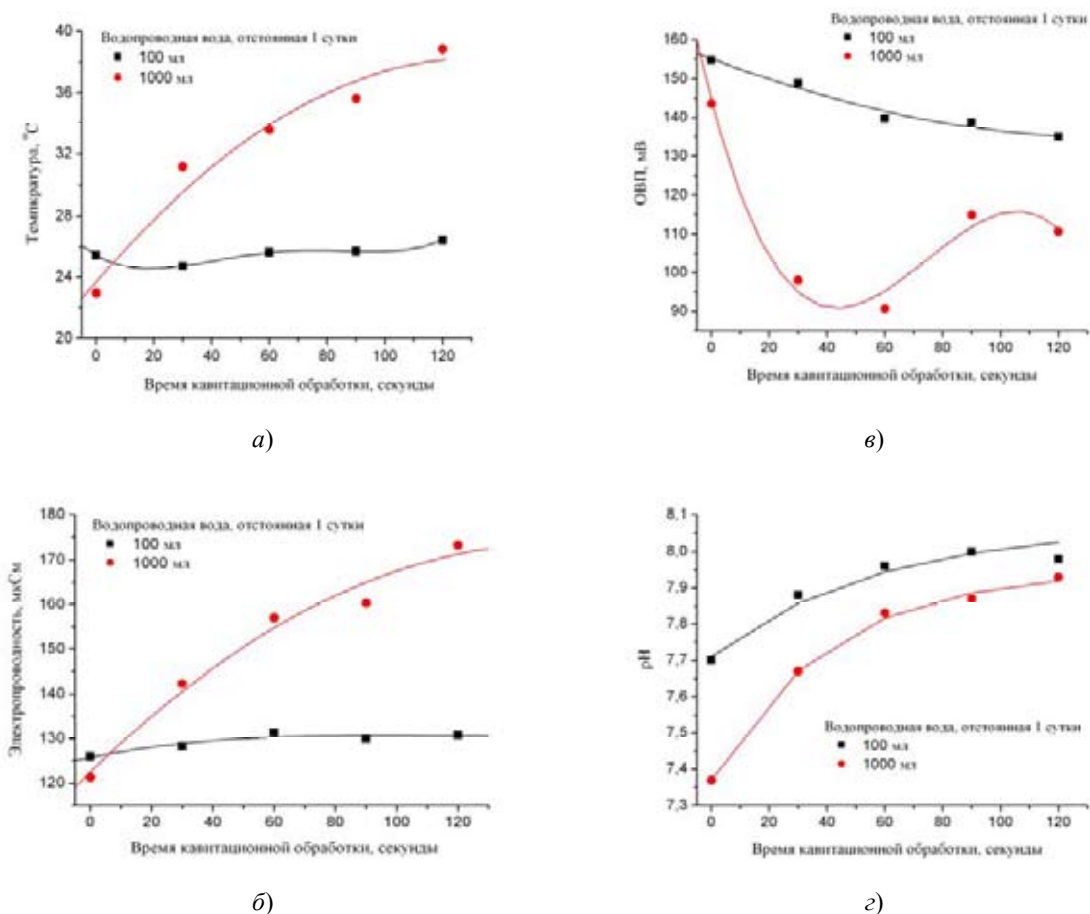 Водопроводная вода, отстоянная 1 сутки
100 мл
1000 мл
40
36
32
28
24
20
Темпкратура, °С
0 20 40 60 80 100 120
Время кавитационной обработки, секунды
а)
Водопроводная вода, отстоянная 1 сутки
100 мл
1000 мл
160
150
140
130
120
110
100
90
ОВП, мВ
0 20 40 60 80 100 120
Время кавитационной обработки, секунды
в)
Водопроводная вода, отстоянная 1 сутки
100 мл
1000 мл
180
170
160
150
140
130
120
Электропроводность, мкСм
0 20 40 60 80 100 120
Время кавитационной обработки, секунды
б)
8,1
8,0
7,9
7,8
7,7
7,6
7,5
7,4
7,3
рН
Водопроводная вода, отстоянная 1 сутки
100 мл
1000 мл
0 20 40 60 80 100 120
Время кавитационной обработки, секунды
г)